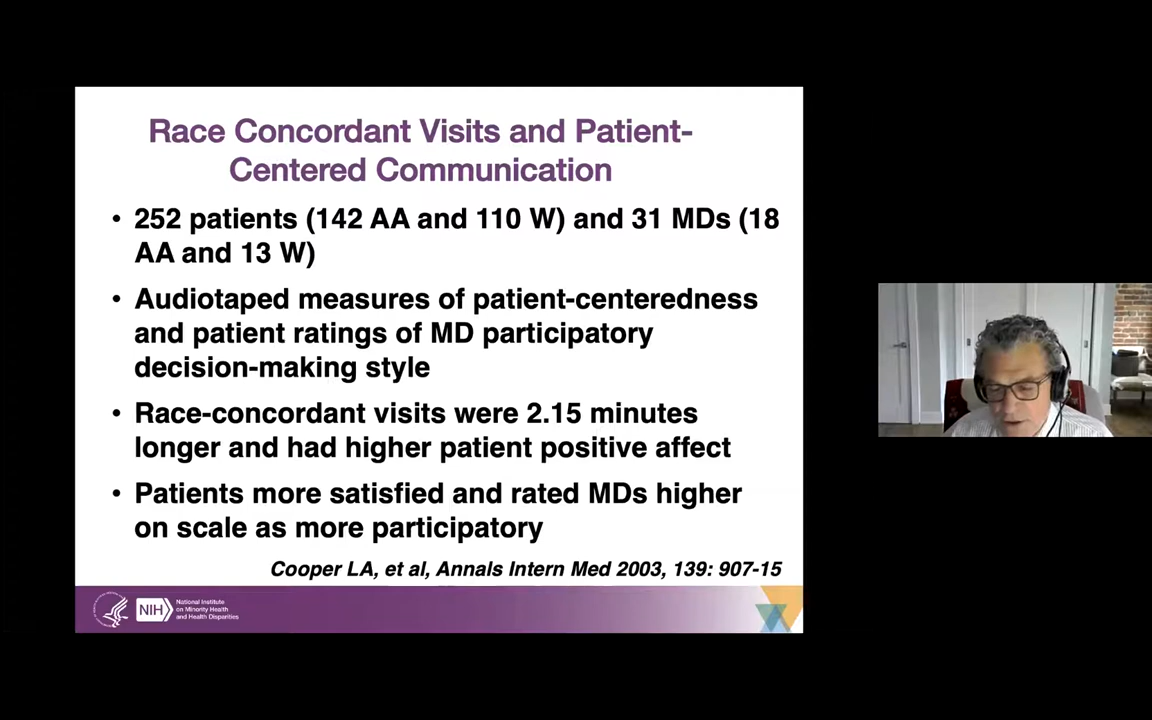 Race Concordant Visits and Patient-
Centered Communication
• 252 patients (142 AA and 110 W) and 31 MDs (18
AA and 13 W)
• Audiotaped measures of patient-centeredness
and patient ratings of MD participatory
decision-making style
• Race-concordant visits were 2.15 minutes
longer and had higher patient positive affect
• Patients more satisfied and rated MDs higher
on scale as more participatory
Cooper LA, et al, Annals Intern Med 2003, 139: 907-15
NIH
National Institute
on Minority Health
and Health Disparities